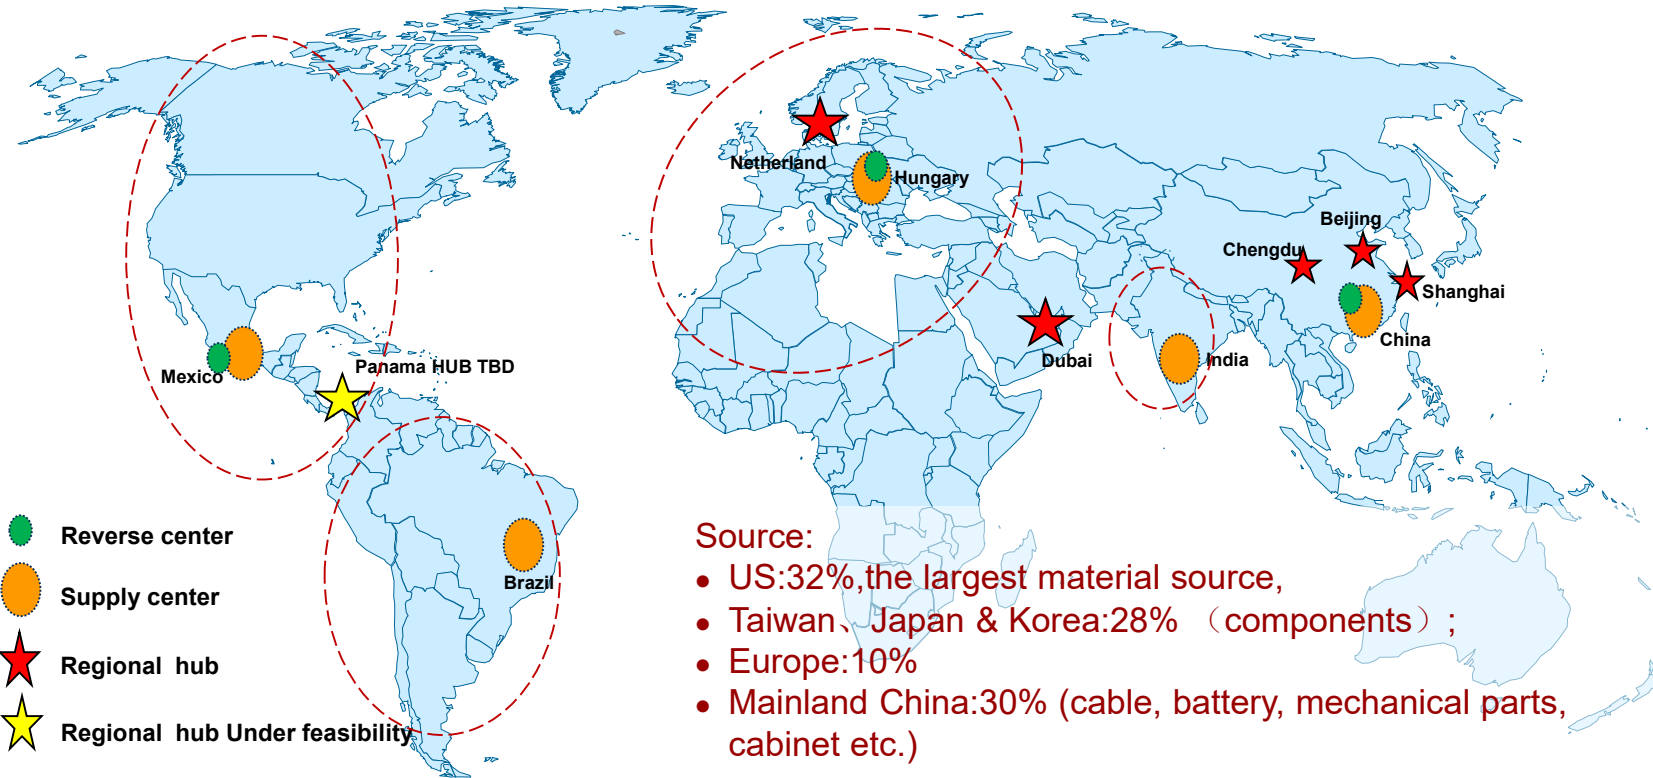 Beijing
Chengdu
Shanghai
China
Netherland
Hungary
Dubai
India
Panama HUB TBD
Mexico
Brazil
Reverse center
Supply center
Regional hub
Regional hub Under feasibility
Source:
• US:32%,the largest material source,
• Taiwan、Japan & Korea:28% （components）;
• Europe:10%
• Mainland China:30% (cable, battery, mechanical parts,
cabinet etc.)